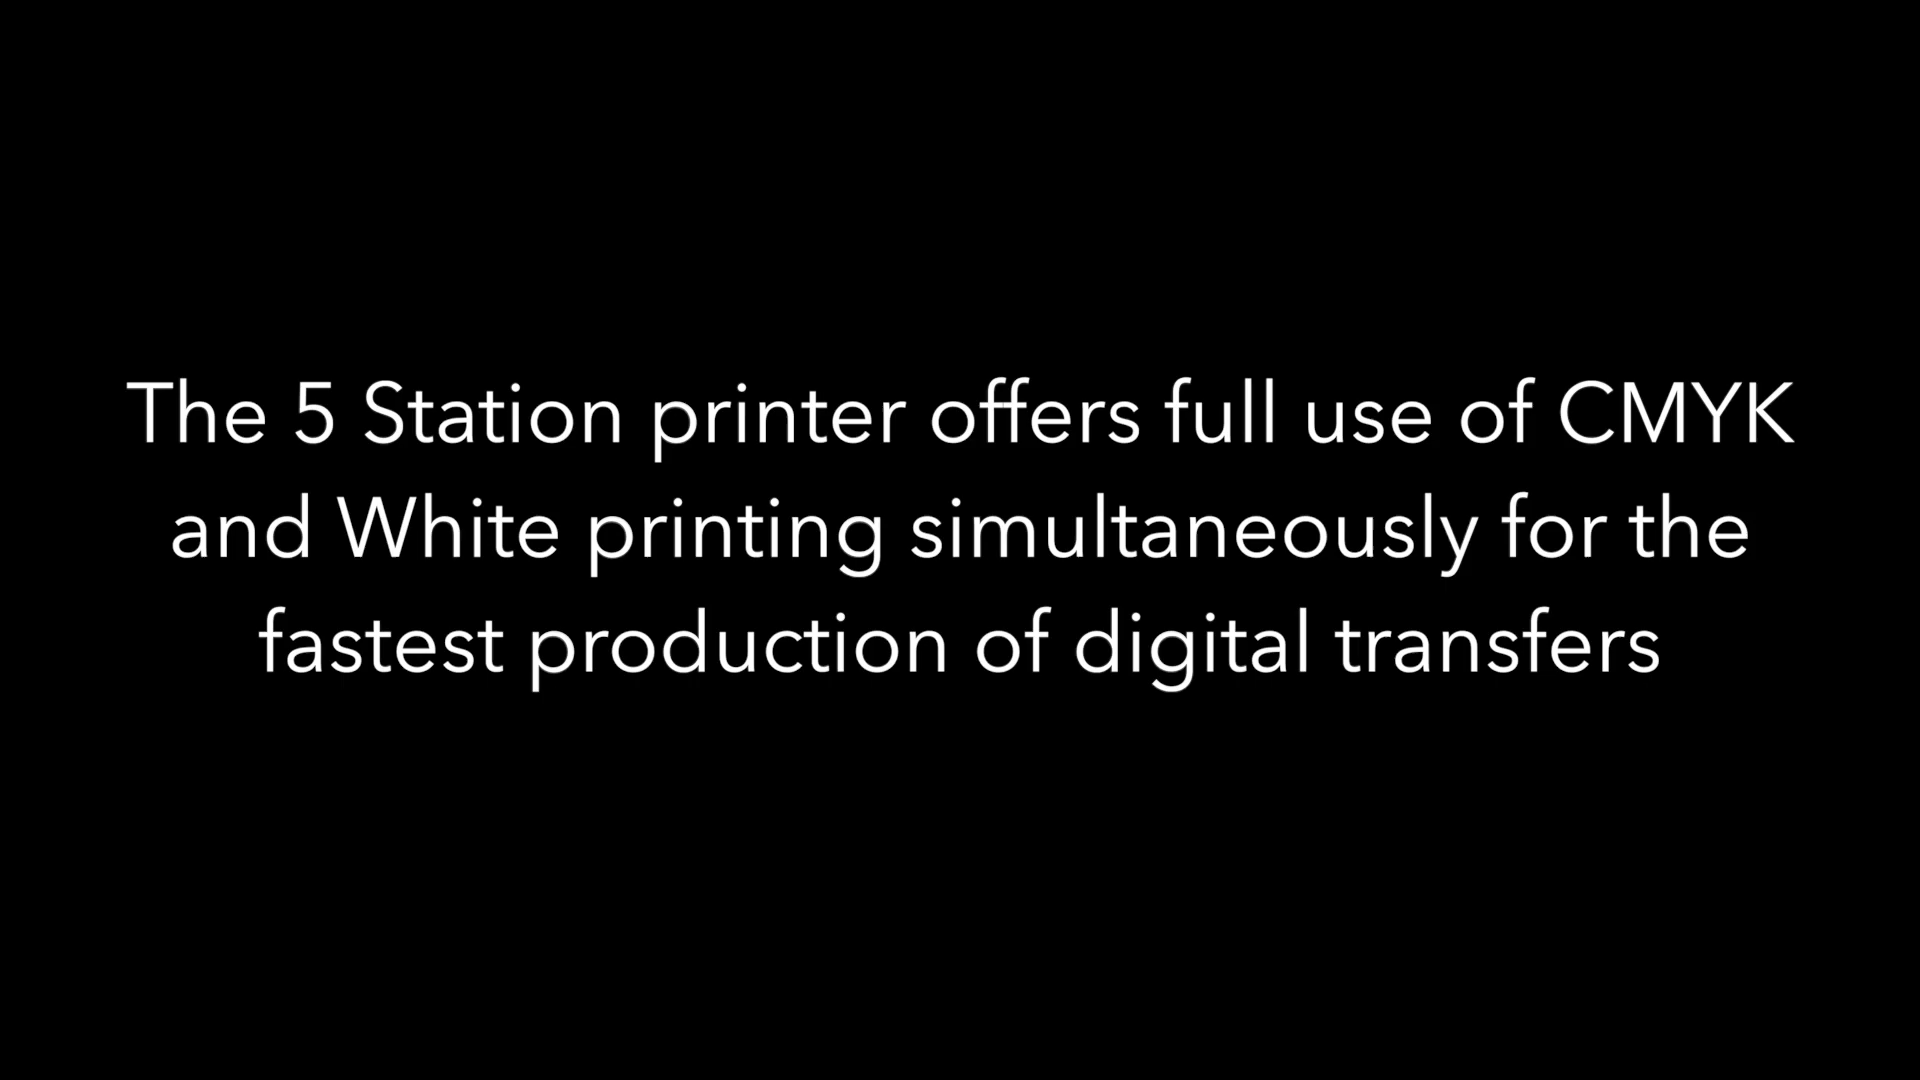 The 5 Station printer offers full use of CMYK
and White printing simultaneously for the
fastest production of digital transfers